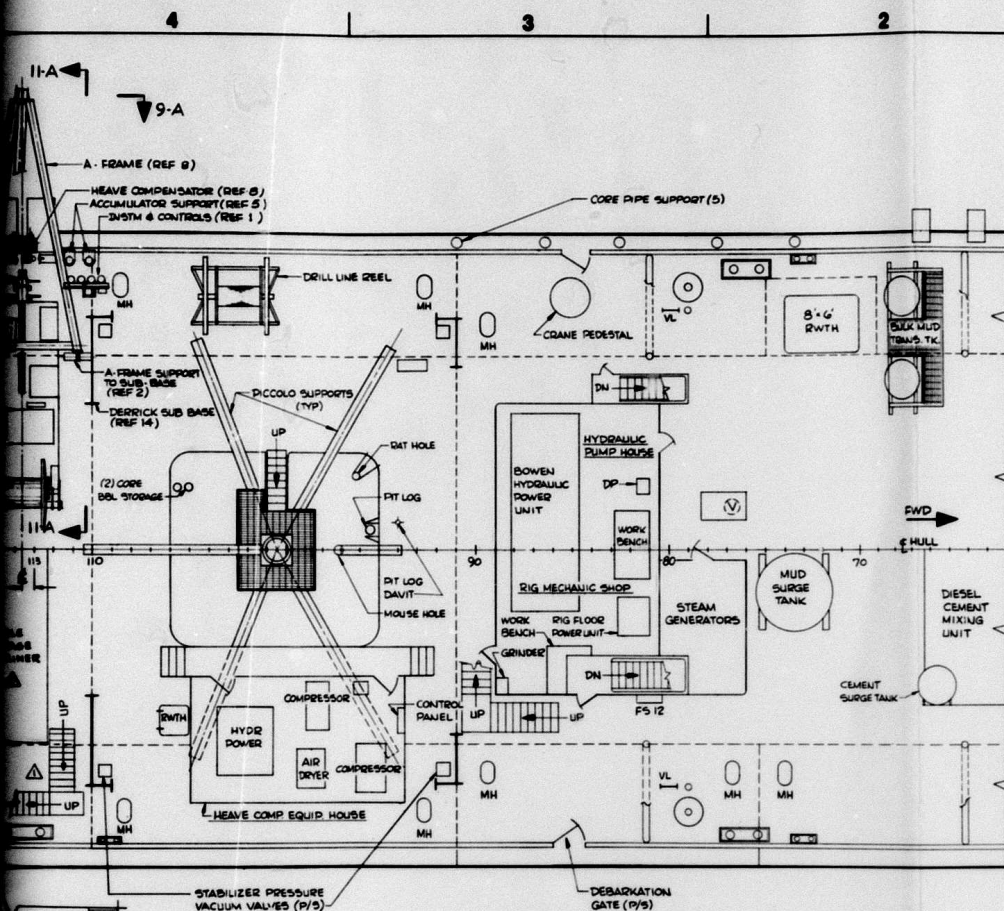 4
3
2
11-A
9-A
A-FRAME (REF 8)
HEAVE COMPENSATOR (REF 8)
ACCUMULATOR SUPPORT (REF 5)
INSTM & CONTROLS (REF 1)
CORE PIPE SUPPORT (5)
DRILL LINE REEL
MH
MH
MH
CRANE PEDESTAL
VL
8'×6'
RWTH
BULK MUD
TRANS. TK.
A-FRAME SUPPORT
TO SUB-BASE
(REF 2)
DERRICK SUB BASE
(REF 14)
PICCOLO SUPPORTS
(TYP)
UP
RAT HOLE
(2) CORE
BBL STORAGE
PIT LOG
DN
HYDRAULIC
PUMP HOUSE
BOWEN
HYDRAULIC
POWER
UNIT
DP
WORK
BENCH
V
FWD
HULL
11-A
115
110
90
80
70
PIT LOG
DAVIT
MOUSE HOLE
RIG MECHANIC SHOP
WORK
BENCH
RIG FLOOR
POWER UNIT
GRINDER
STEAM
GENERATORS
MUD
SURGE
TANK
DIESEL
CEMENT
MIXING
UNIT
CEMENT
SURGE TANK
DN
FS 12
UP
UP
UP
UP
RWTH
HYDR
POWER
COMPRESSOR
AIR
DRYER
COMPRESSOR
CONTROL
PANEL
HEAVE COMP. EQUIP. HOUSE
MH
MH
MH
VL
MH
MH
STABILIZER PRESSURE
VACUUM VALVES (P/S)
DEBARKATION
GATE (P/S)